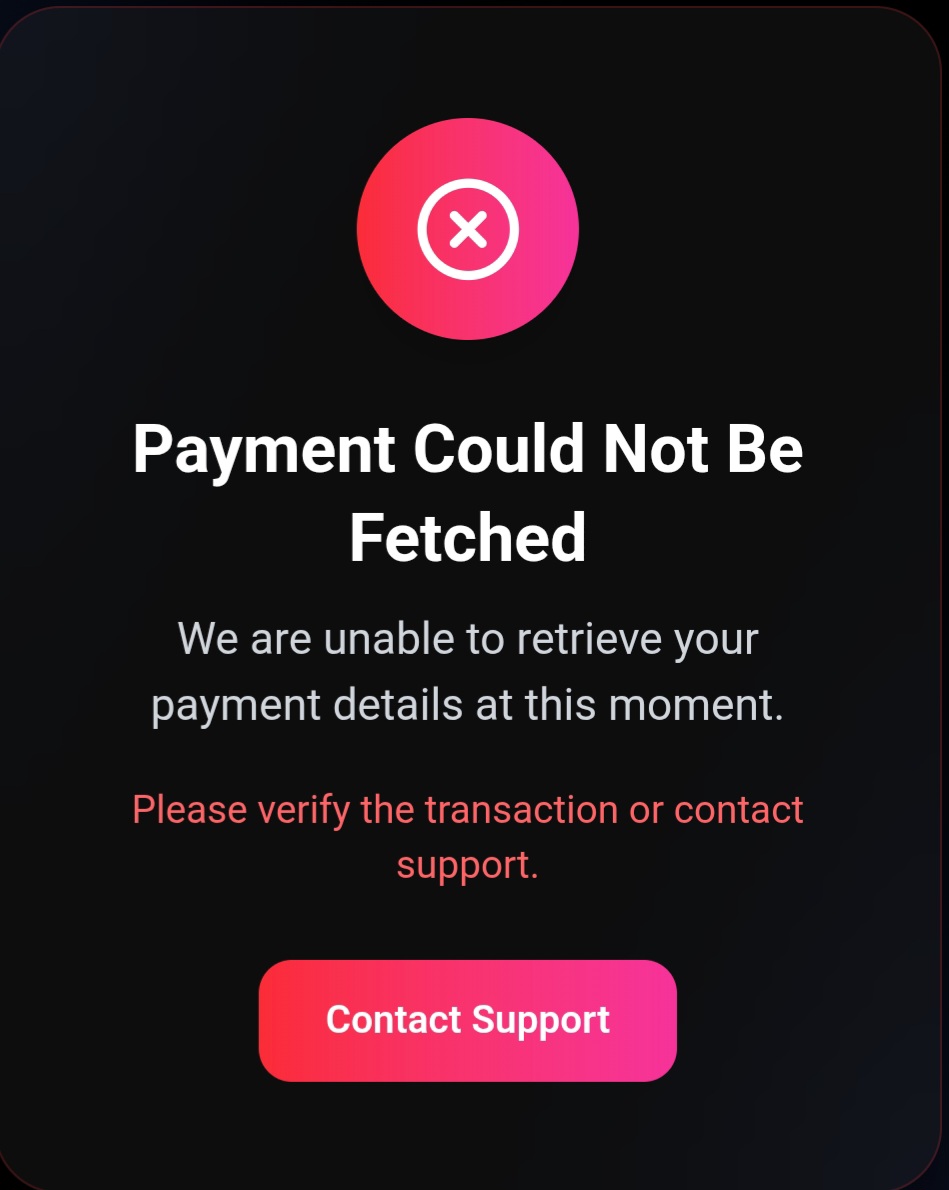 Payment Could Not Be
Fetched
We are unable to retrieve your
payment details at this moment.
Please verify the transaction or contact
support.
Contact Support